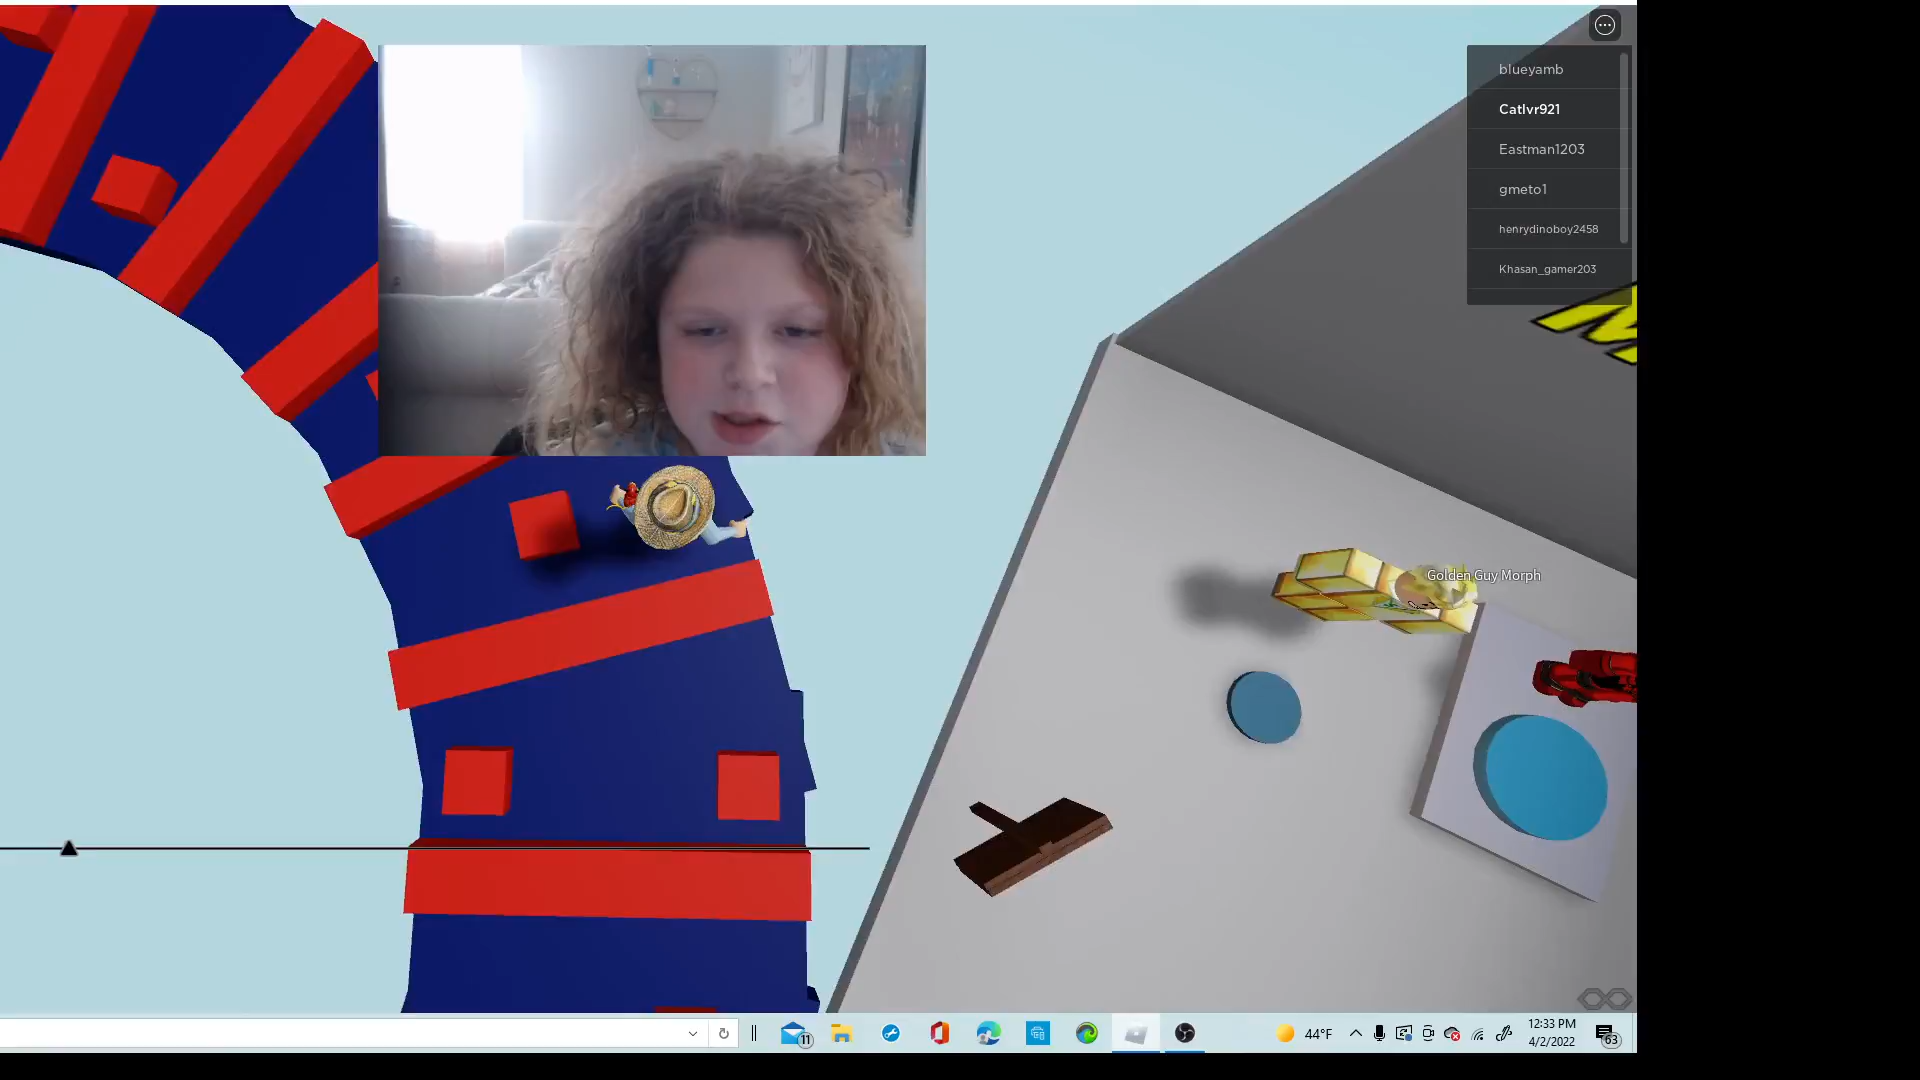 blueyamb
Catlvr921
Eastman1203
gmeto1
henrydinoboy2458
Khasan_gamer203
Golden Guy Morph
11
44°F
12:33 PM
4/2/2022
63